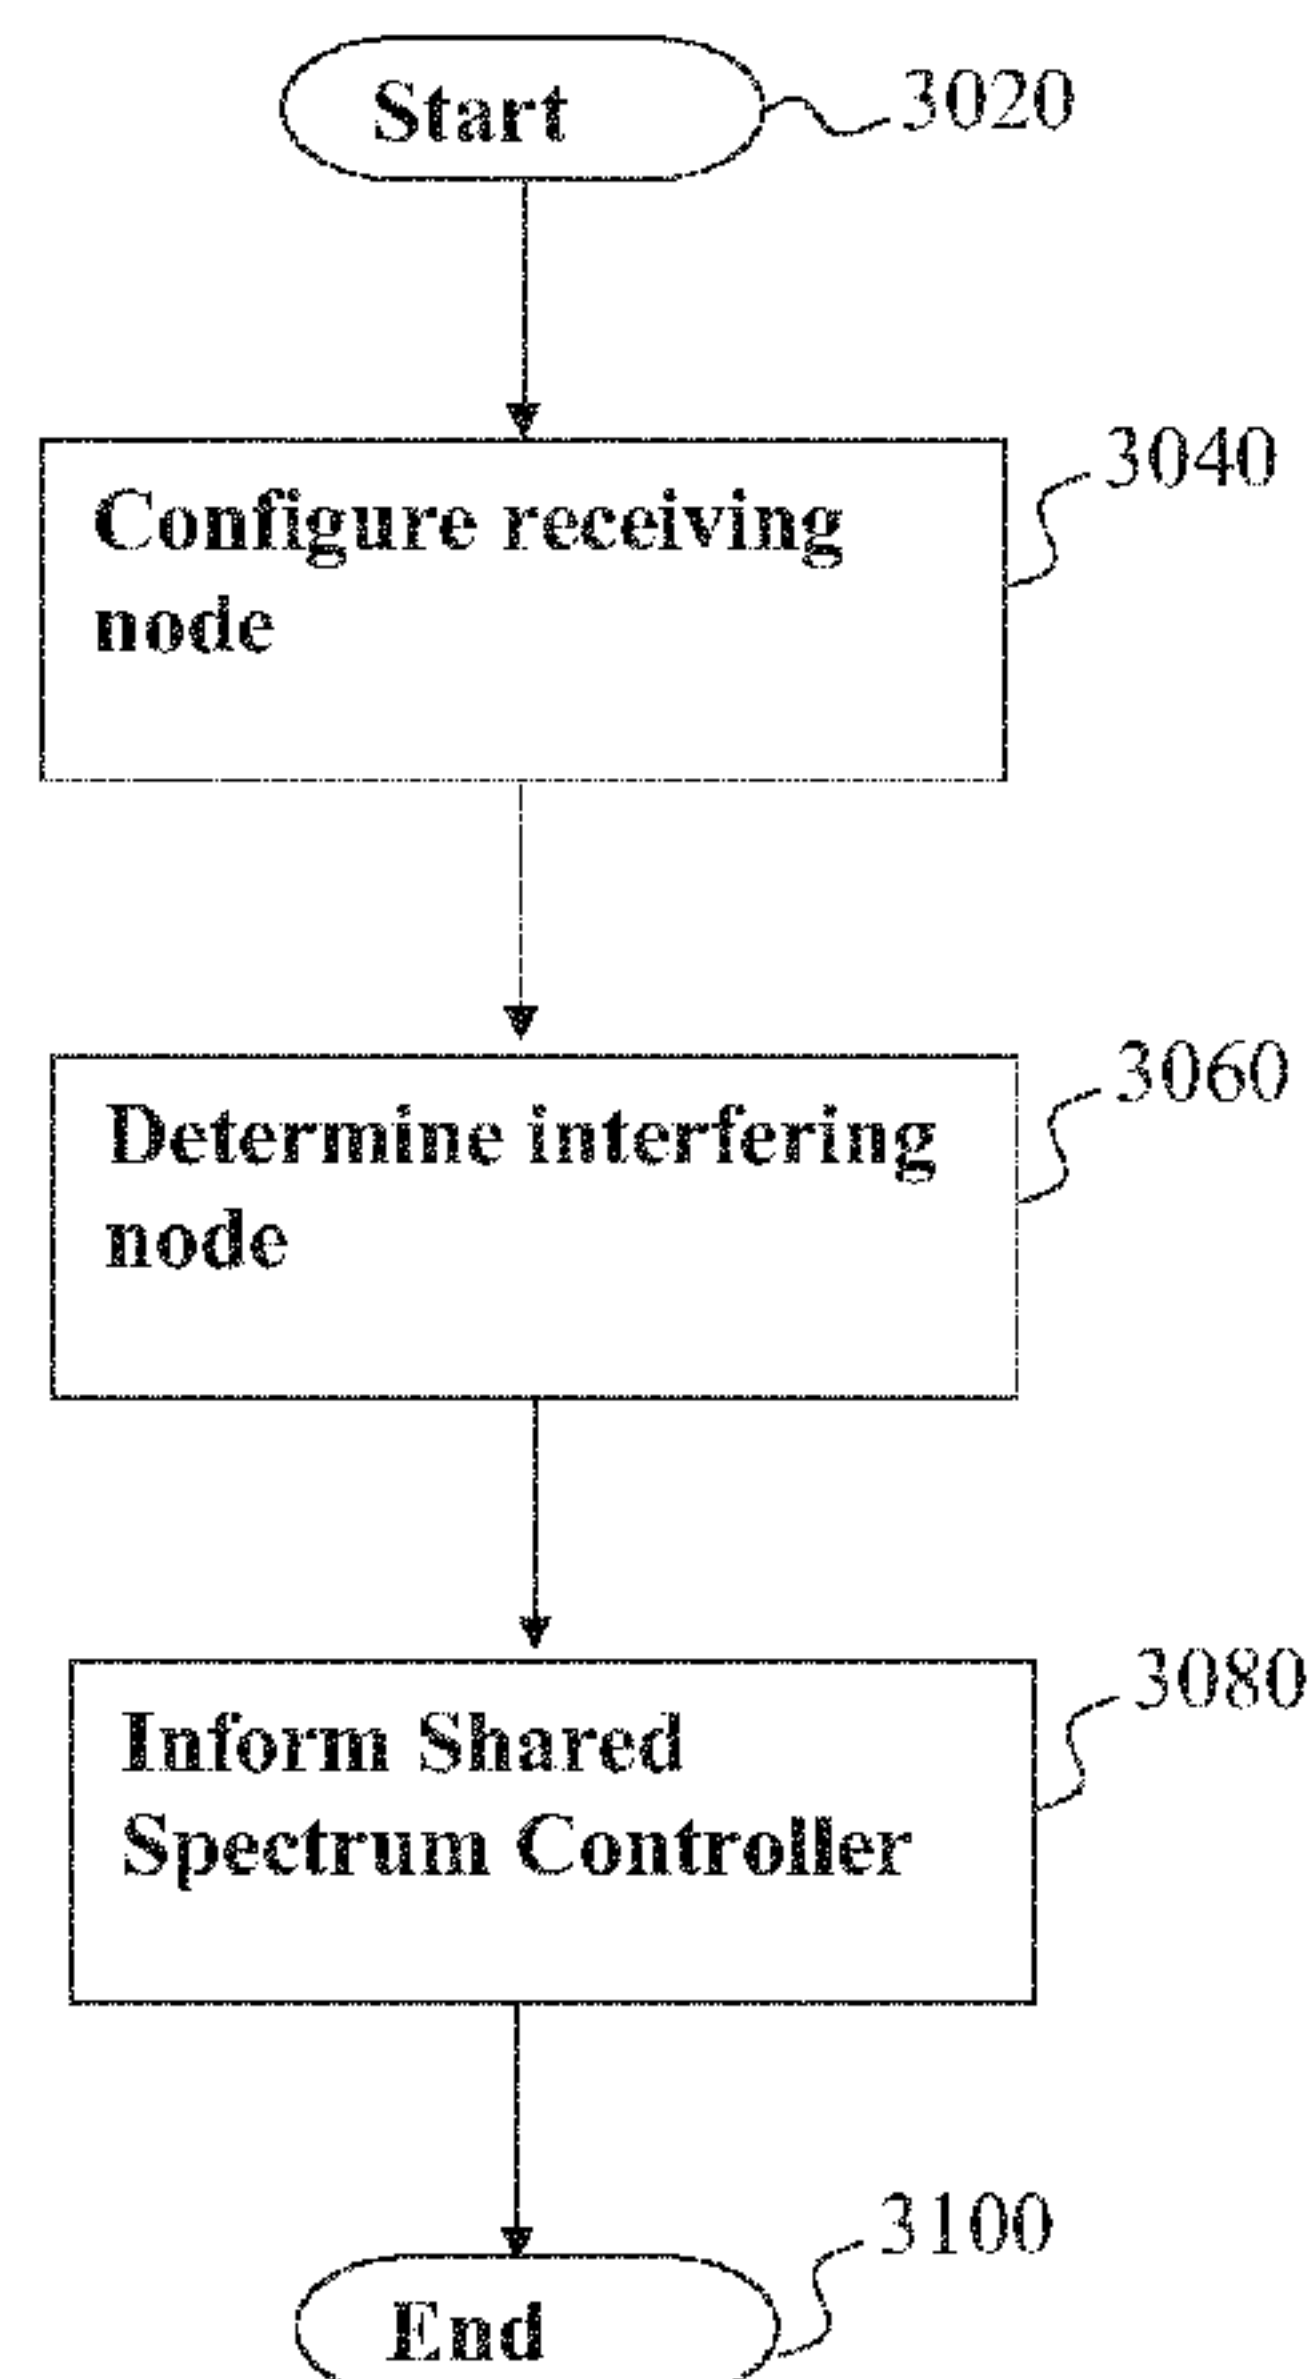 Start
3020
Configure receiving
node
3040
Determine interfering
node
3060
Inform Shared
Spectrum Controller
3080
End
3100